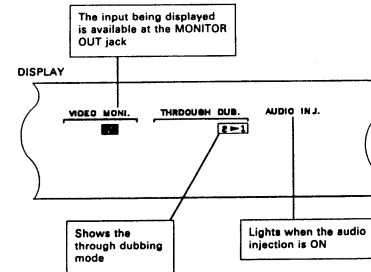 The input being displayed
is available at the MONITOR
OUT jack
DISPLAY
VIDEO MONI.
THRDOUGH DUB.
AUDIO INJ.
2►1
Shows the
through dubbing
mode
Lights when the audio
injection is ON